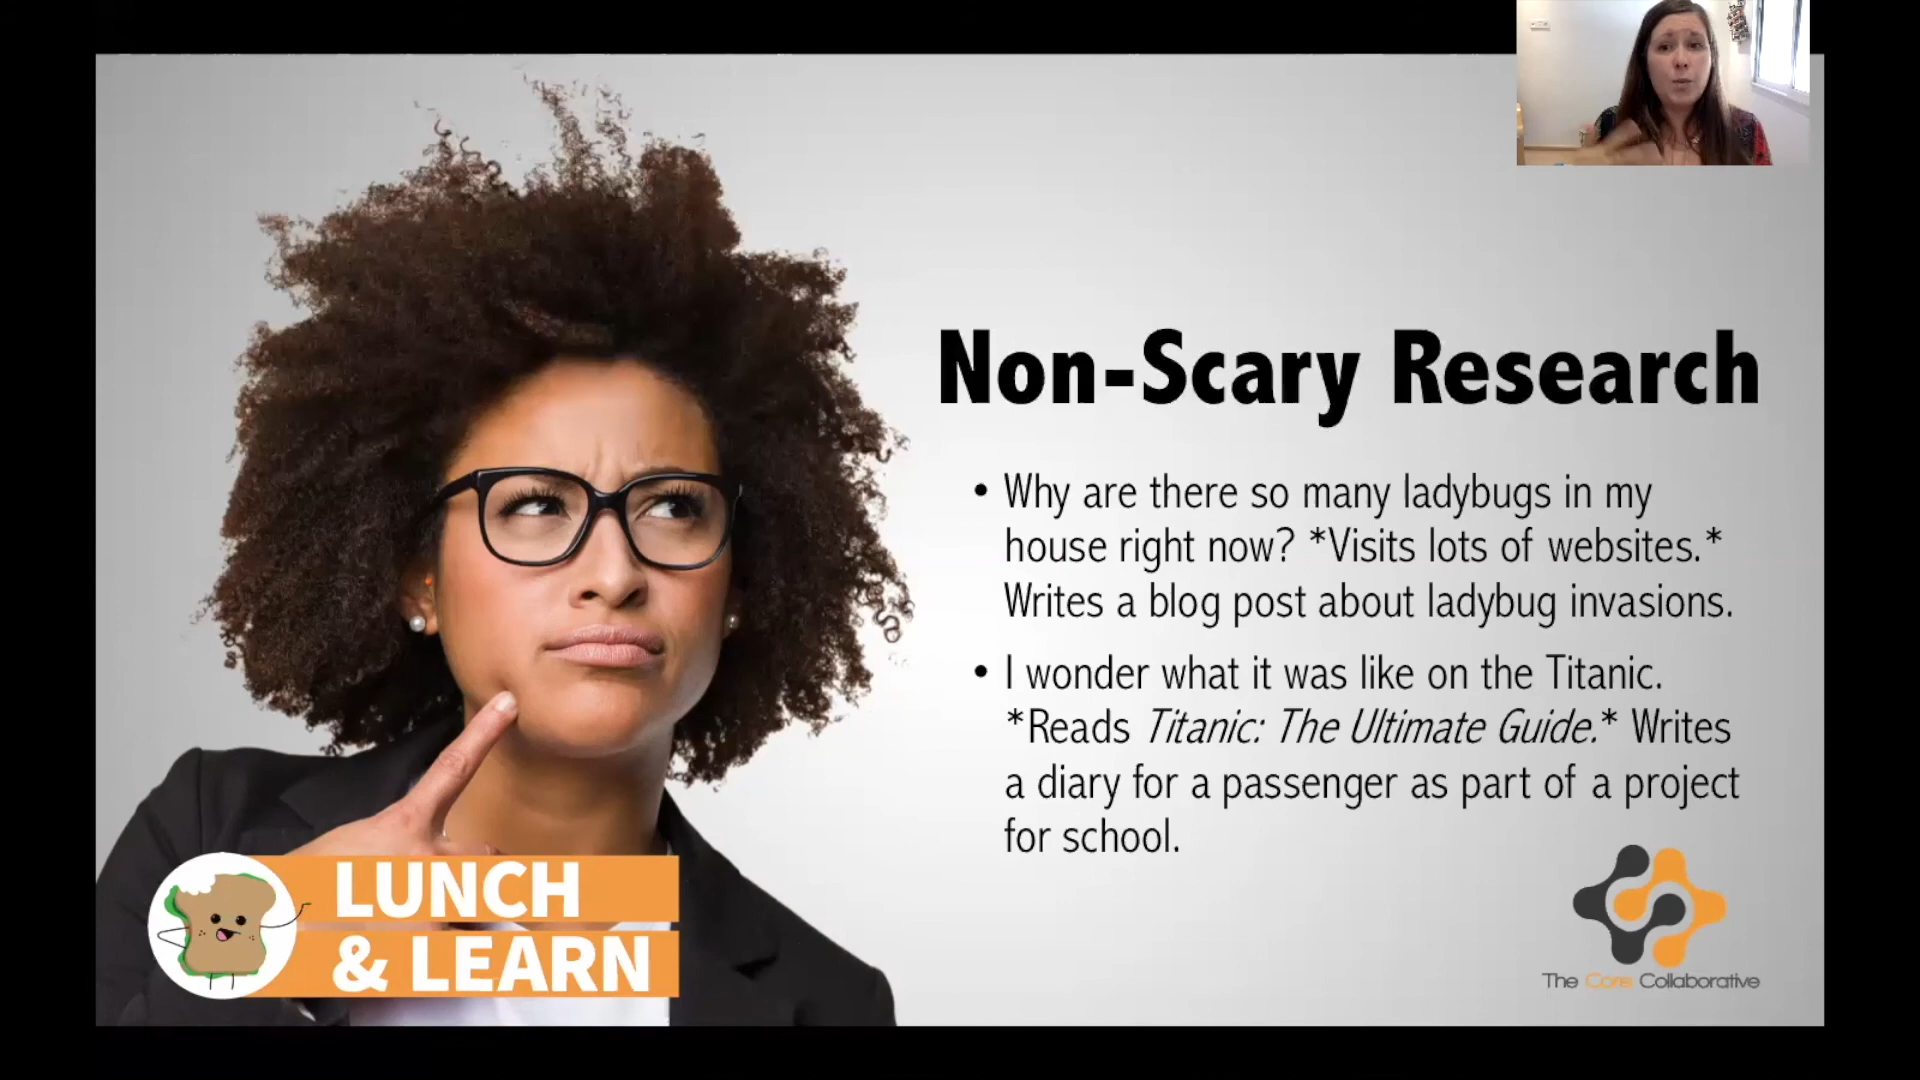 Non-Scary Research
• Why are there so many ladybugs in my
house right now? *Visits lots of websites.*
Writes a blog post about ladybug invasions.
• I wonder what it was like on the Titanic.
*Reads Titanic: The Ultimate Guide.* Writes
a diary for a passenger as part of a project
for school.
LUNCH
& LEARN
The Core Collaborative